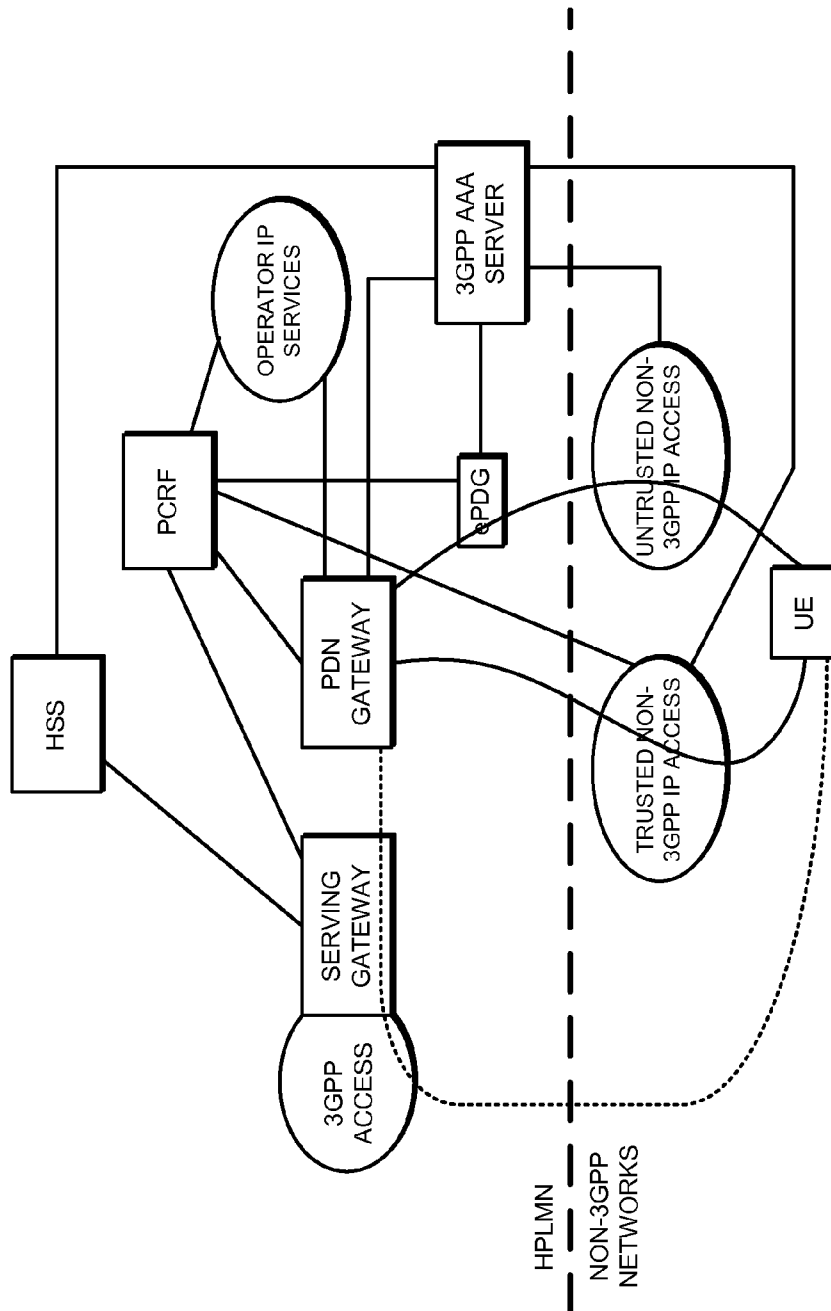 HSS
PCRF
OPERATOR IP
SERVICES
3GPP
ACCESS
SERVING
GATEWAY
PDN
GATEWAY
ePDG
3GPP AAA
SERVER
HPLMN
NON-3GPP
NETWORKS
TRUSTED NON-
3GPP IP ACCESS
UNTRUSTED NON-
3GPP IP ACCESS
UE